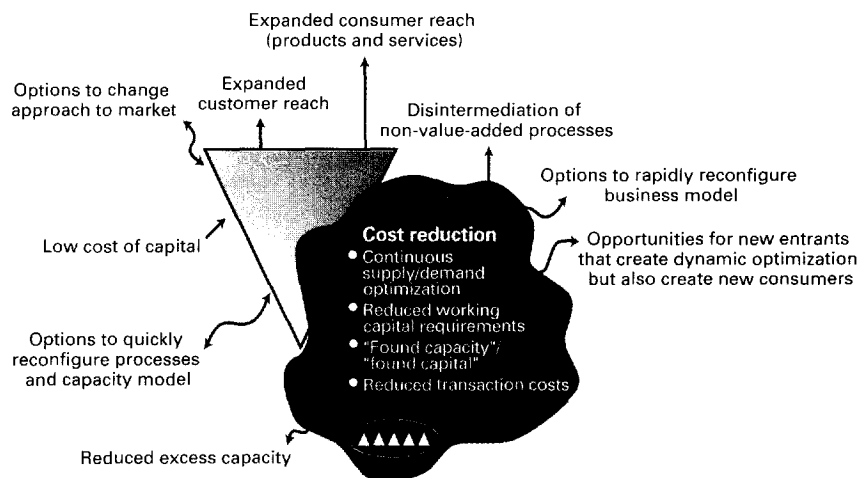 Expanded consumer reach
(products and services)
Options to change
approach to market
Expanded
customer reach
Disintermediation of
non-value-added processes
Options to rapidly reconfigure
business model
Low cost of capital
Cost reduction
• Continuous
supply/demand
optimization
• Reduced working
capital requirements
• "Found capacity"/
"found capital"
• Reduced transaction costs
Opportunities for new entrants
that create dynamic optimization
but also create new consumers
Options to quickly
reconfigure processes
and capacity model
Reduced excess capacity